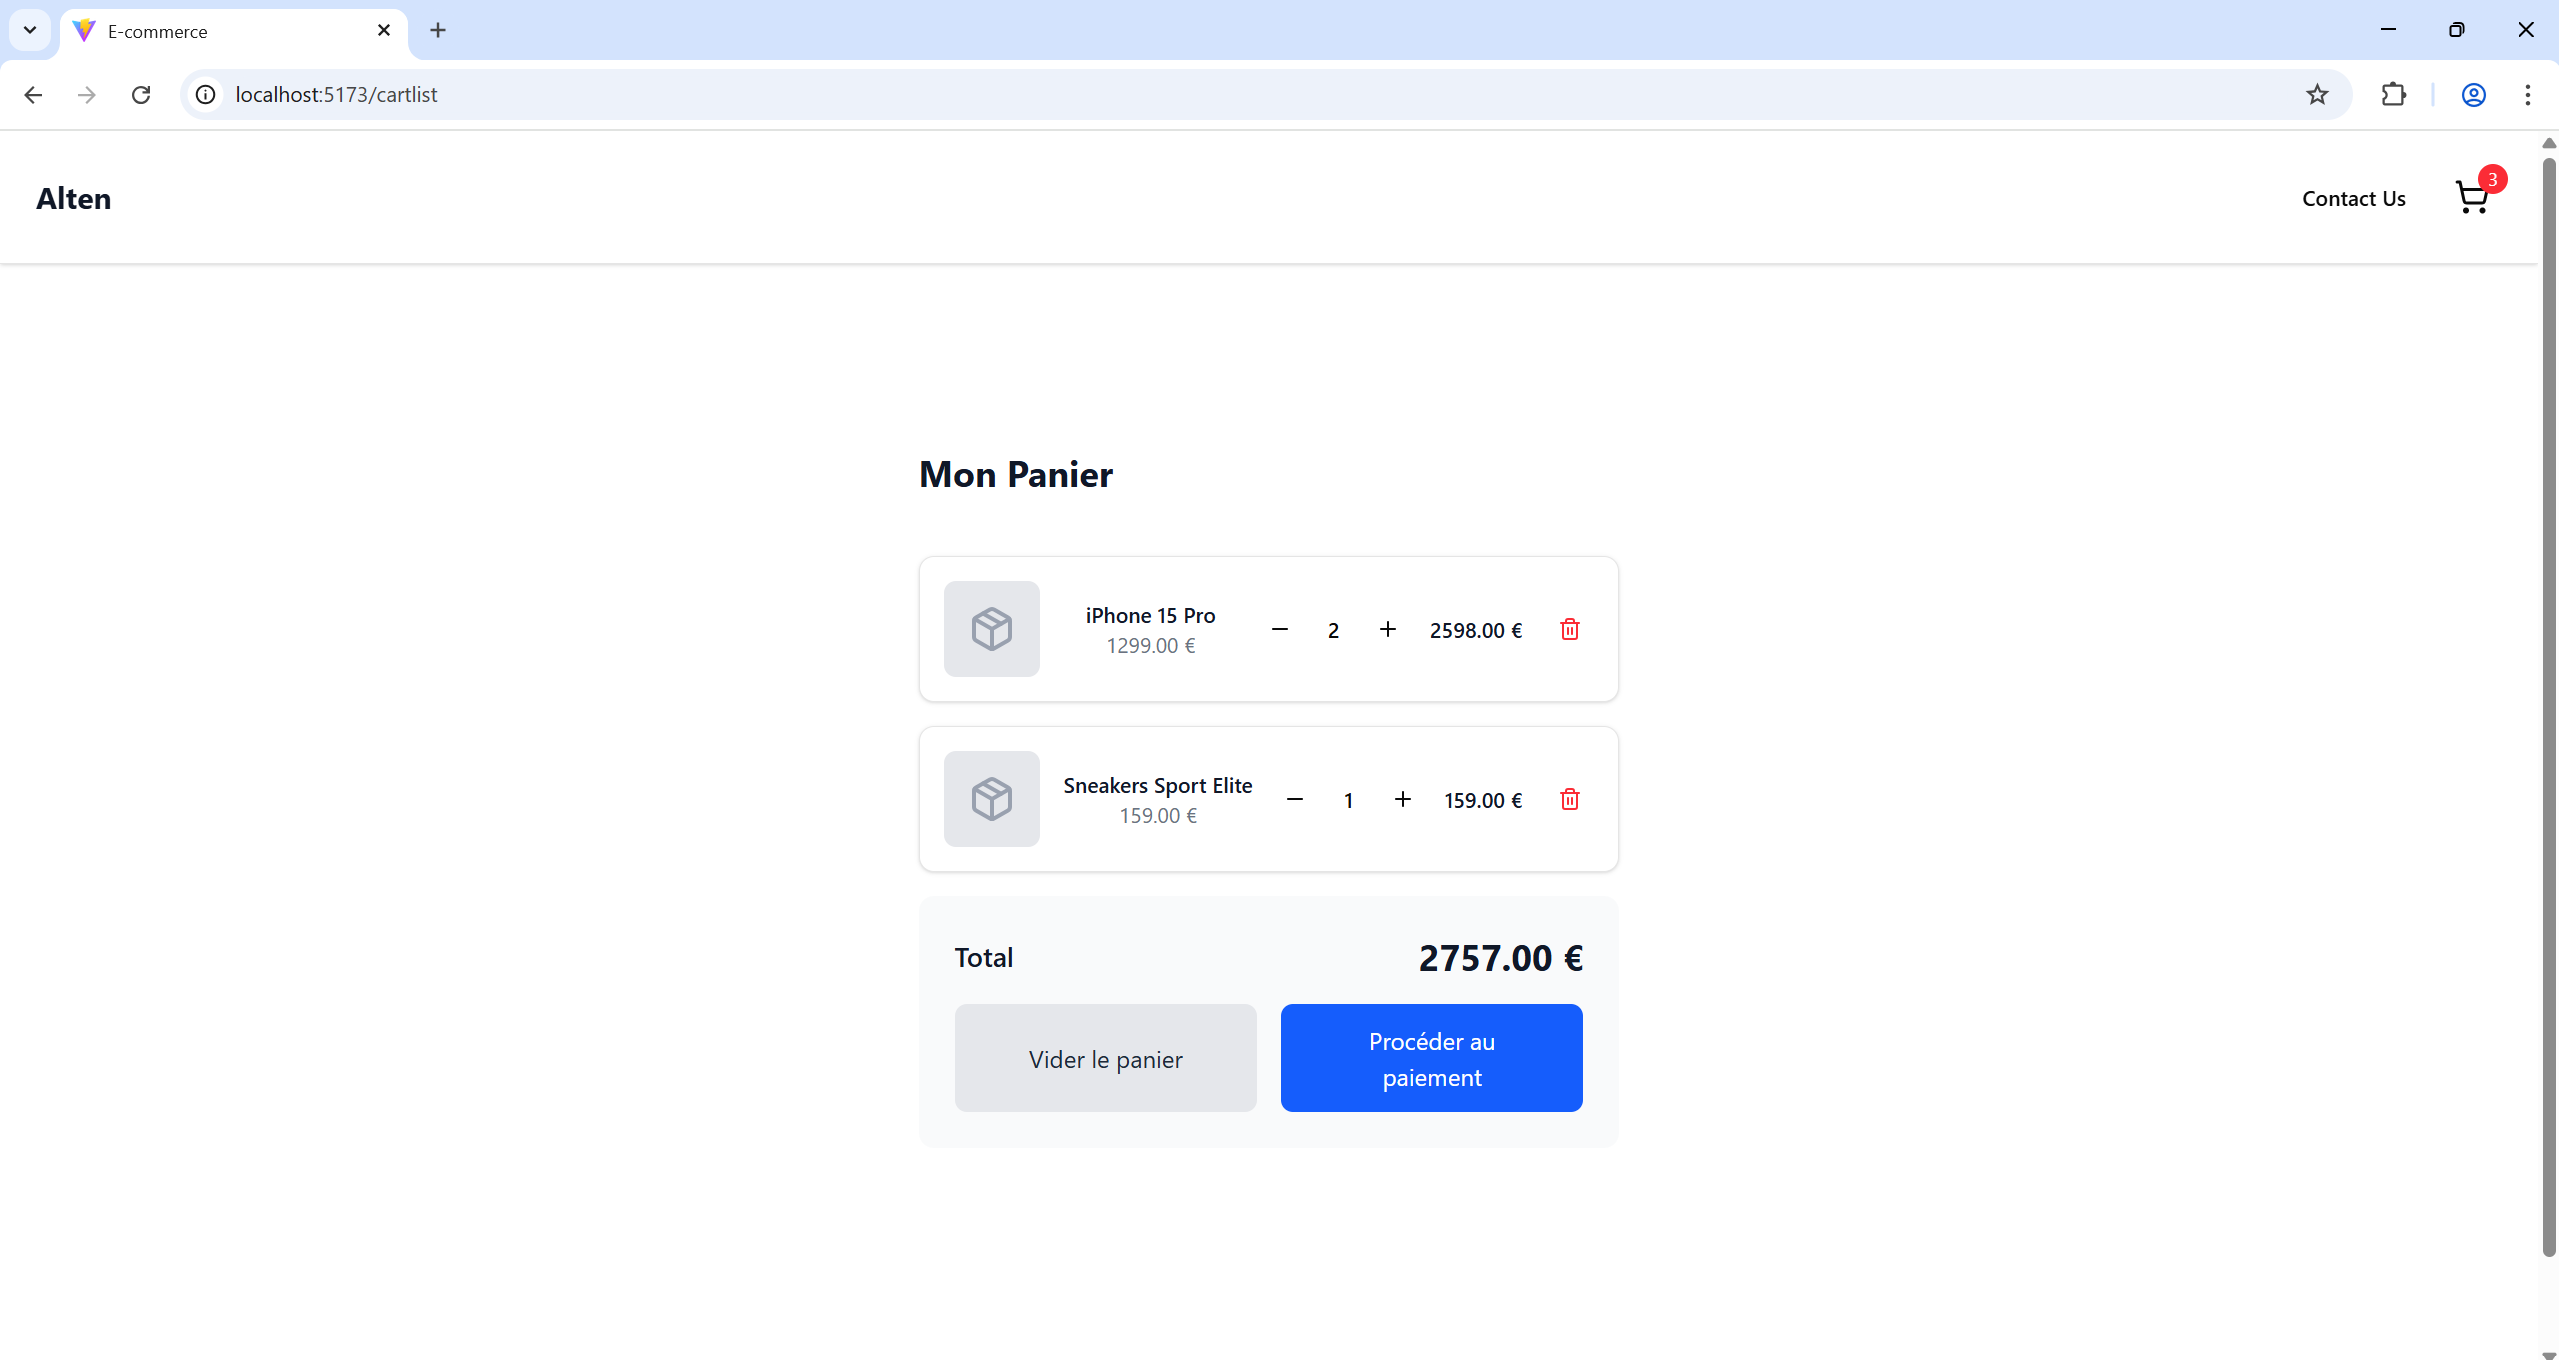 E-commerce
localhost:5173/cartlist
Alten
Contact Us
3
Mon Panier
iPhone 15 Pro
1299.00 €
2
2598.00 €
Sneakers Sport Elite
159.00 €
1
159.00 €
Total
2757.00 €
Vider le panier
Procéder au
paiement